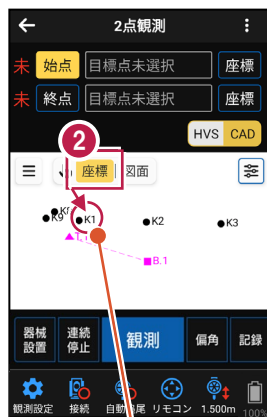 2点観測
未 始点 目標点未選択 座標
未 終点 目標点未選択 座標
HVS CAD
2
座標 図面
K9 K1 K2 K3
B.1
器械設置 連続停止 観測 偏角 記録
観測設定 接続 自動追尾 リモコン 1.500m 100%